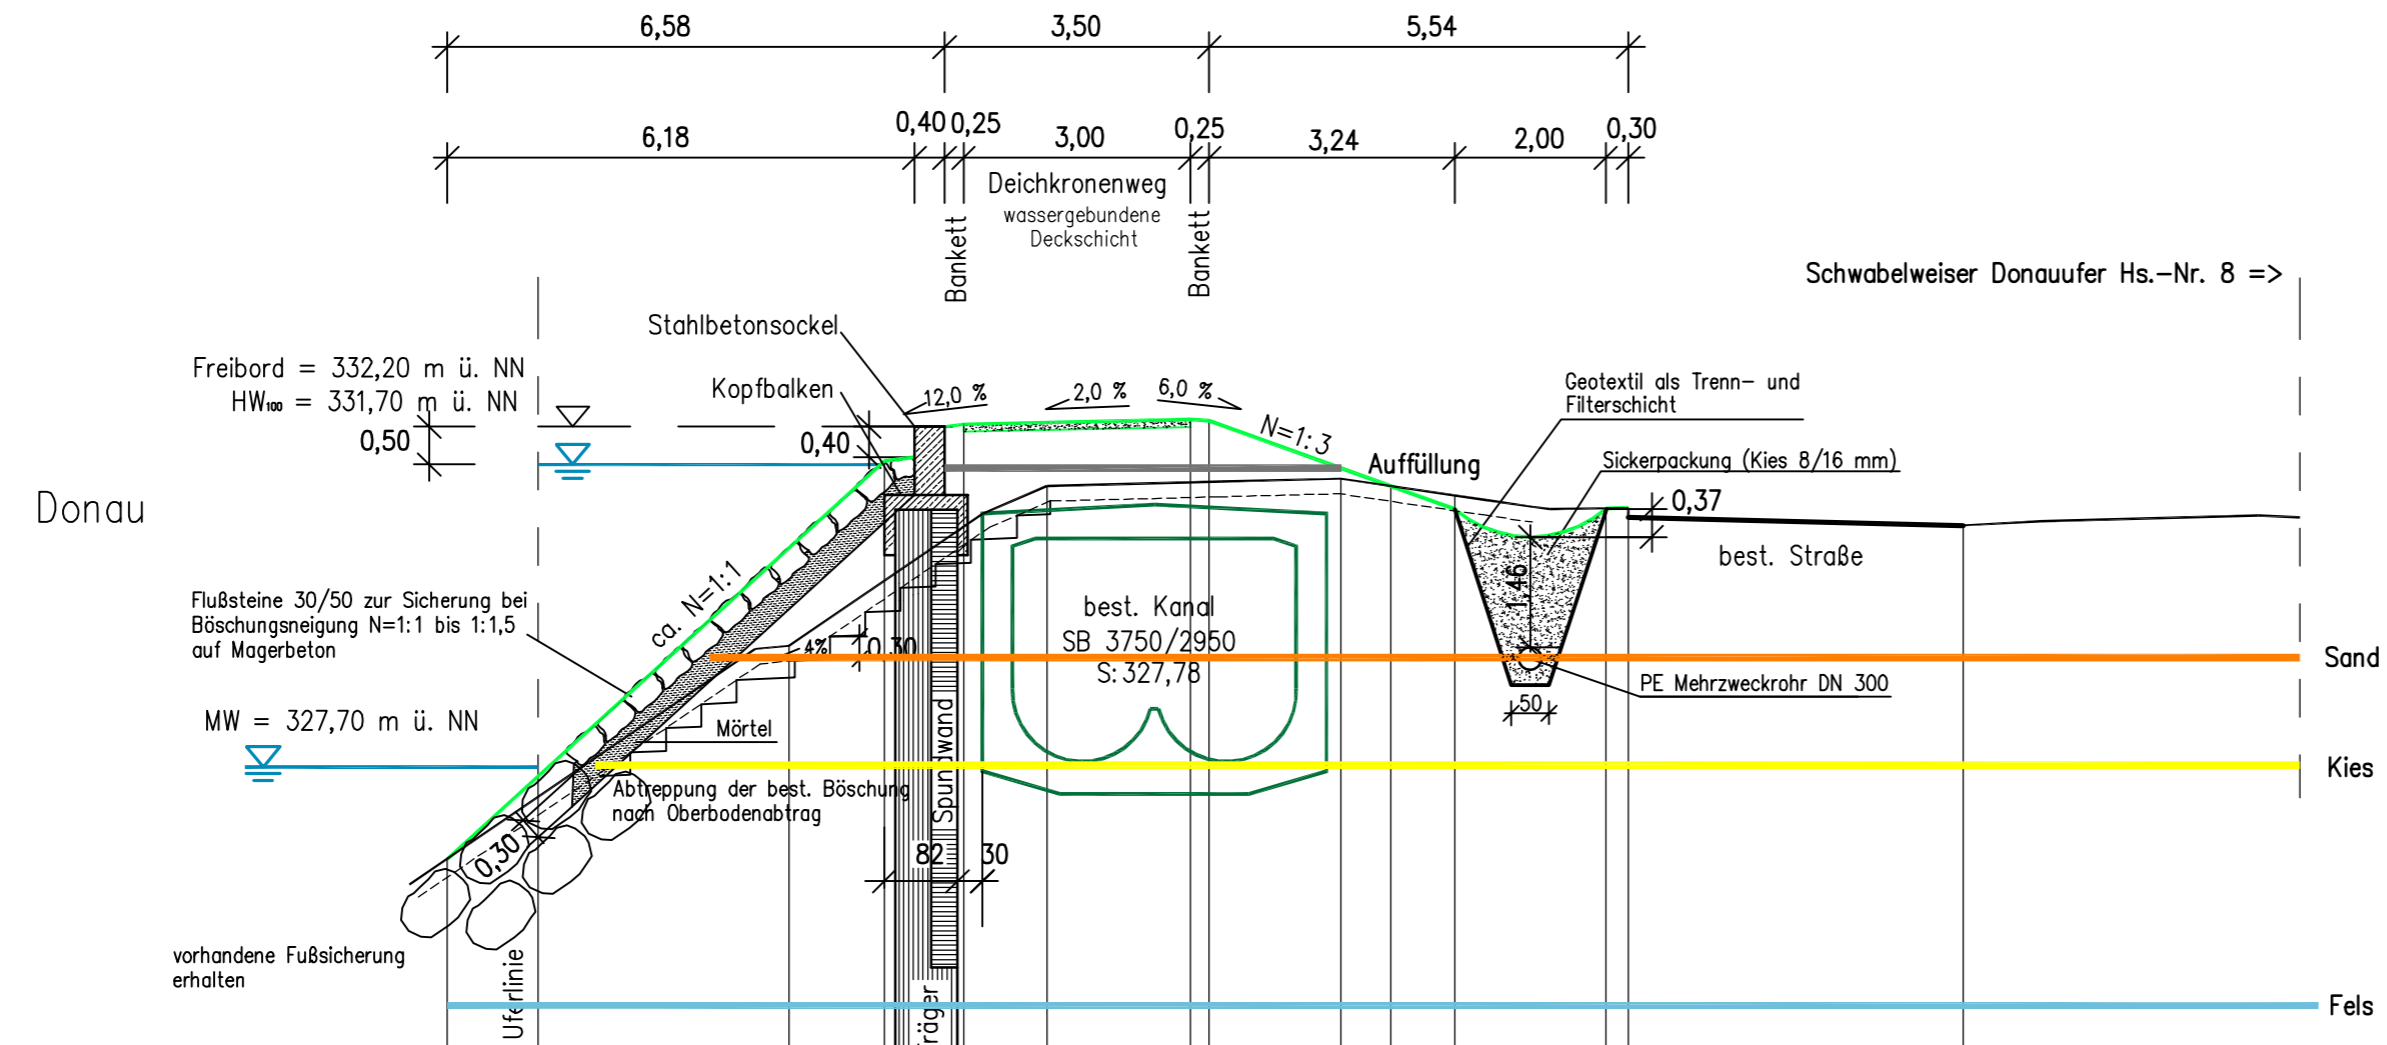 6,58
3,50
5,54
6,18
0,40
0,25
3,00
0,25
3,24
2,00
0,30
Deichkronenweg
wassergebundene
Deckschicht
Bankett
Bankett
Schwabelweiser Donauufer Hs.-Nr. 8 =>
Stahlbetonsockel
Kopfbalken
Freibord = 332,20 m ü. NN
HW₁₀₀ = 331,70 m ü. NN
0,50
0,40
12,0 %
2,0 %
6,0 %
N=1:3
Auffüllung
Geotextil als Trenn- und
Filterschicht
Sickerpackung (Kies 8/16 mm)
0,37
best. Straße
Donau
ca. N=1:1
Flußsteine 30/50 zur Sicherung bei
Böschungsneigung N=1:1 bis 1:1,5
auf Magerbeton
best. Kanal
SB 3750/2950
S:327,78
1,46
4%
0,30
Sand
PE Mehrzweckrohr DN 300
50
MW = 327,70 m ü. NN
Mörtel
Spundwand
Kies
Abtreppung der best. Böschung
nach Oberbodenabtrag
0,30
82
30
vorhandene Fußsicherung
erhalten
Uferlinie
räger
Fels